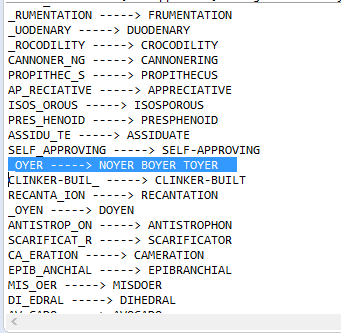 _RUMENTATION -----> FRUMENTATION
_UODENARY -----> DUODENARY
_ROCODILITY -----> CROCODILITY
CANNONER_NG -----> CANNONERING
PROPITHEC_S -----> PROPITHECUS
AP_RECIATIVE -----> APPRECIATIVE
ISOS_OROUS -----> ISOSPOROUS
PRES_HENOID -----> PRESPHENOID
ASSIDU_TE -----> ASSIDUATE
SELF_APPROVING -----> SELF-APPROVING
_OYER -----> NOYER BOYER TOYER
CLINKER-BUIL_ -----> CLINKER-BUILT
RECANTA_ION -----> RECANTATION
_OYEN -----> DOYEN
ANTISTROP_ON -----> ANTISTROPHON
SCARIFICAT_R -----> SCARIFICATOR
CA_ERATION -----> CAMERATION
EPIB_ANCHIAL -----> EPIBRANCHIAL
MIS_OER -----> MISDOER
DI_EDRAL -----> DIHEDRAL